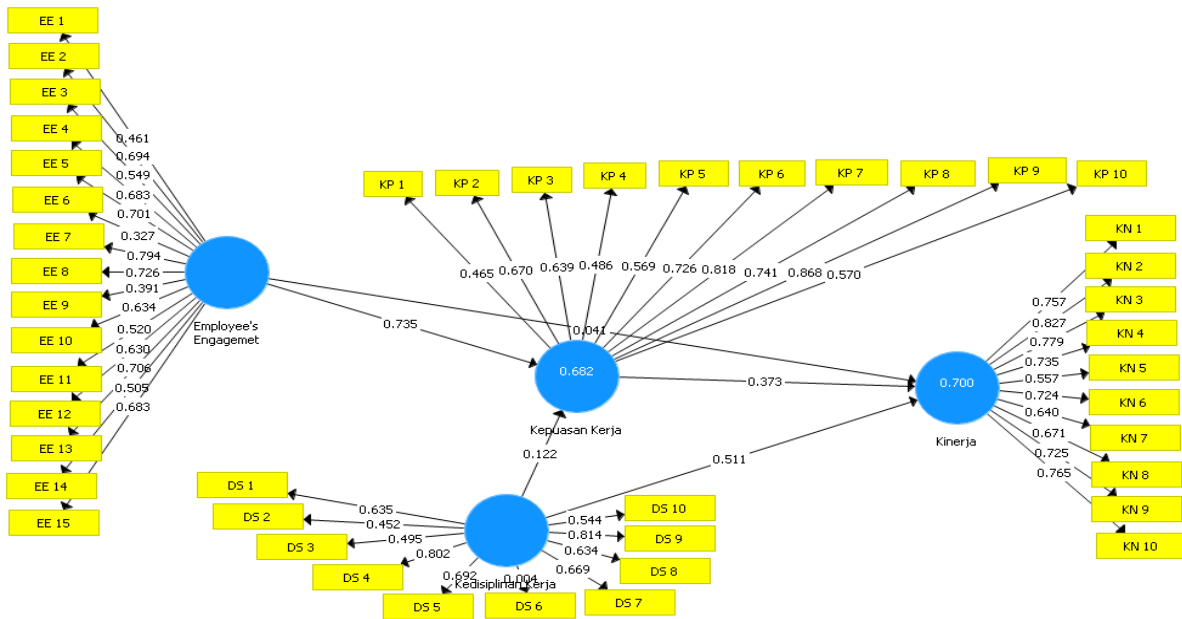 EE 1
EE 2
EE 3
EE 4
EE 5
EE 6
EE 7
EE 8
EE 9
EE 10
EE 11
EE 12
EE 13
EE 14
EE 15
0.461
0.694
0.549
0.683
0.701
0.327
0.794
0.726
0.391
0.634
0.520
0.630
0.706
0.505
0.683
Employee's
Engagemet
KP 1
KP 2
KP 3
KP 4
KP 5
KP 6
KP 7
KP 8
KP 9
KP 10
0.465
0.670
0.639
0.486
0.569
0.726
0.818
0.741
0.868
0.570
0.735
0.041
0.682
Kepuasan Kerja
0.373
0.122
0.511
0.700
Kinerja
KN 1
KN 2
KN 3
KN 4
KN 5
KN 6
KN 7
KN 8
KN 9
KN 10
0.757
0.827
0.779
0.735
0.557
0.724
0.640
0.671
0.725
0.765
DS 1
DS 2
DS 3
DS 4
DS 5
DS 6
DS 7
DS 8
DS 9
DS 10
0.635
0.452
0.495
0.802
0.692
0.004
0.669
0.634
0.814
0.544
Kedisiplinan Kerja